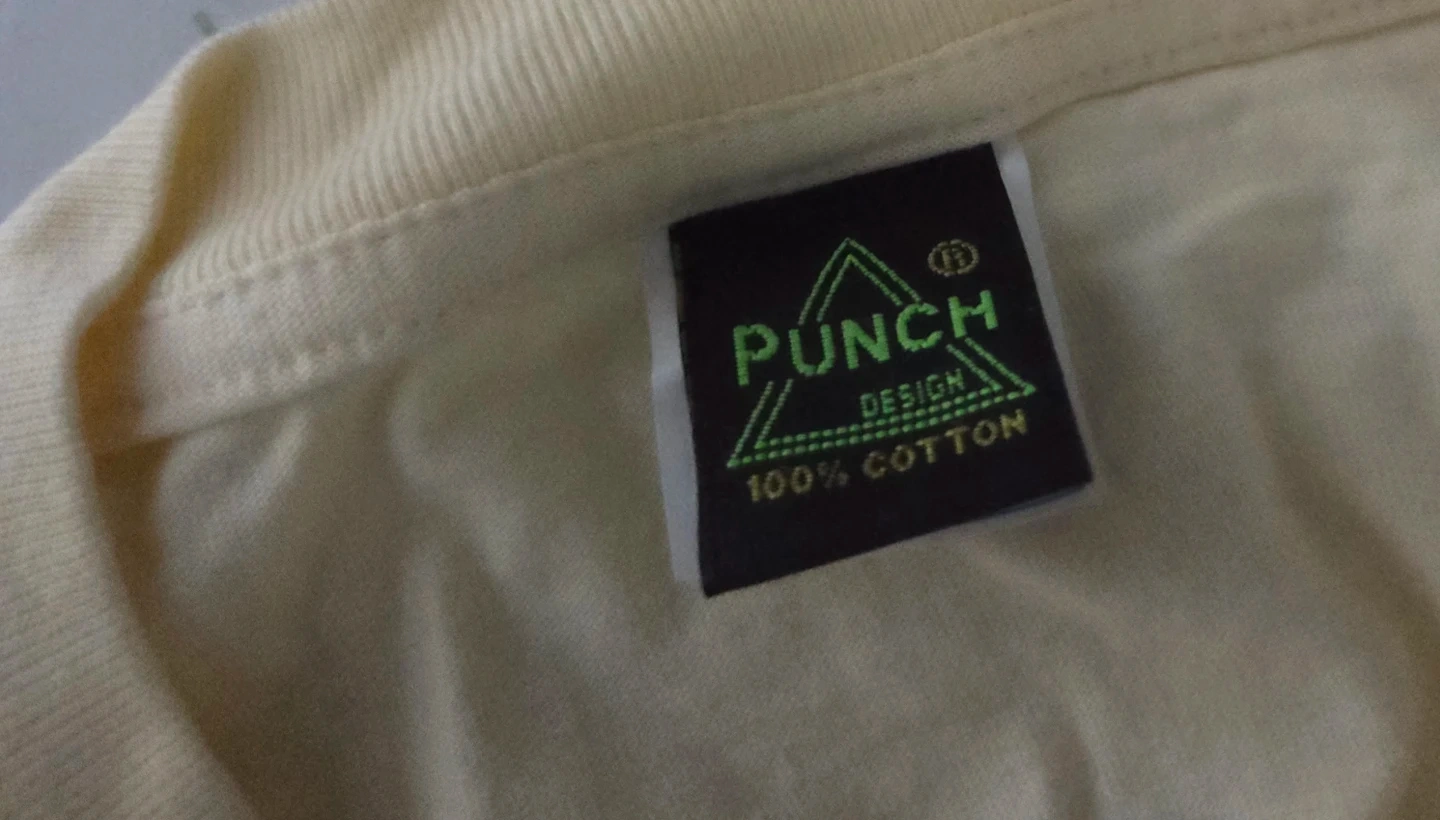 ®
PUNCH
DESIGN
100% COTTON